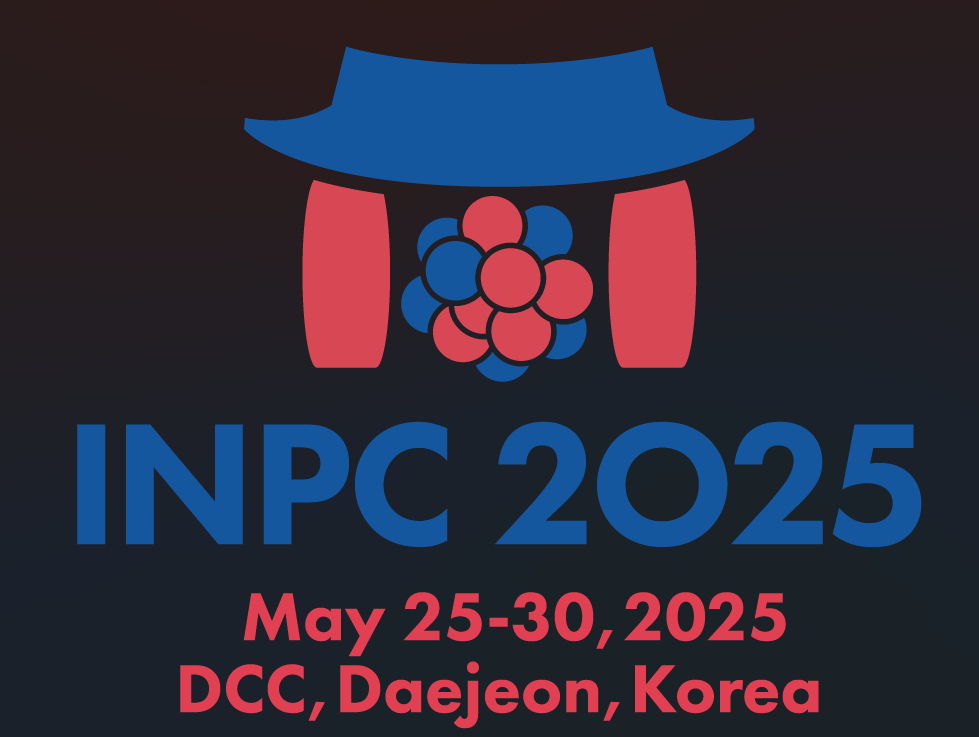 INPC 2025
May 25-30, 2025
DCC, Daejeon, Korea